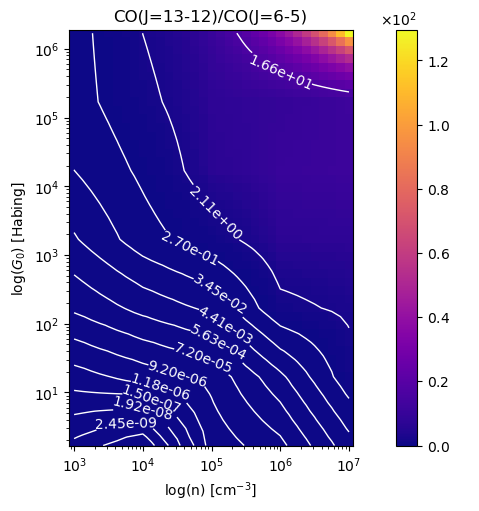 CO(J=13-12)/CO(J=6-5)
×10²
10⁶
10⁵
10⁴
10³
10²
10¹
log(G₀) [Habing]
1.66e+01
2.11e+00
2.70e-01
3.45e-02
4.41e-03
5.63e-04
7.20e-05
9.20e-06
1.18e-06
1.50e-07
1.92e-08
2.45e-09
10³
10⁴
10⁵
10⁶
10⁷
log(n) [cm⁻³]
1.2
1.0
0.8
0.6
0.4
0.2
0.0